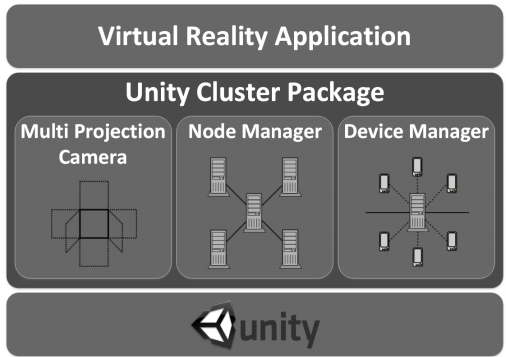 Virtual Reality Application
Unity Cluster Package
Multi Projection
Camera
Node Manager
Device Manager
unity